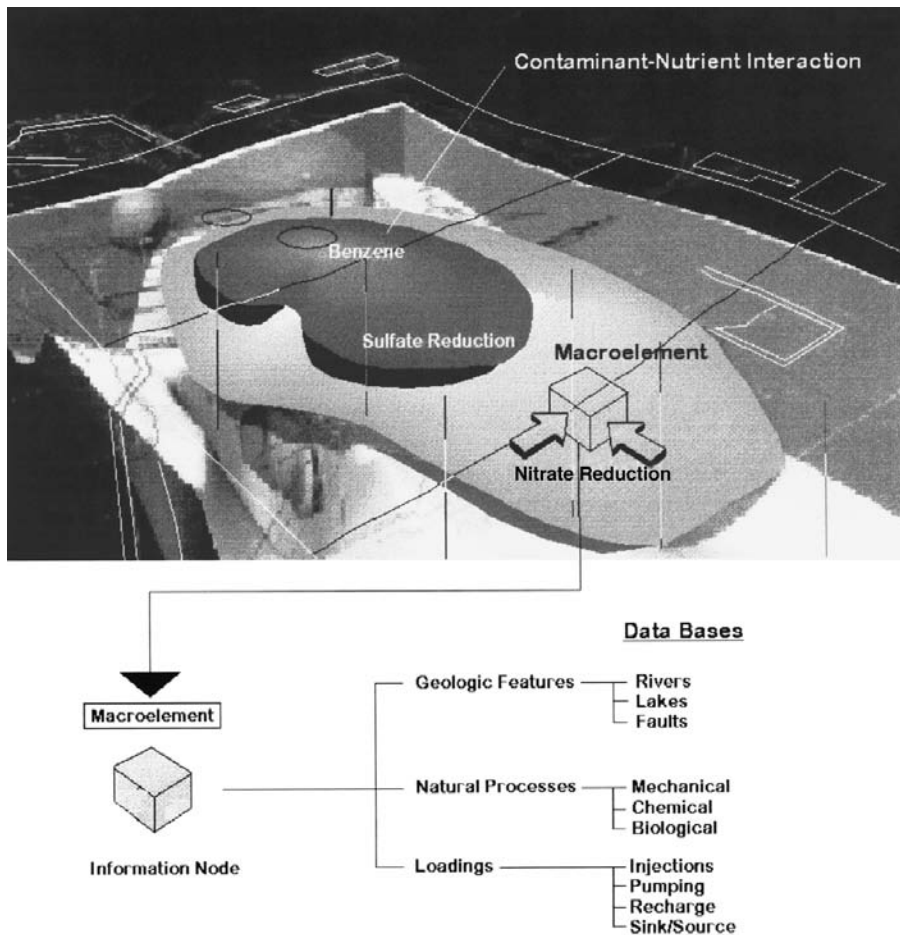 Contaminant-Nutrient Interaction
Benzene
Sulfate Reduction
Macroelement
Nitrate Reduction
Data Bases
Macroelement
Information Node
Geologic Features
Rivers
Lakes
Faults
Natural Processes
Mechanical
Chemical
Biological
Loadings
Injections
Pumping
Recharge
Sink/Source